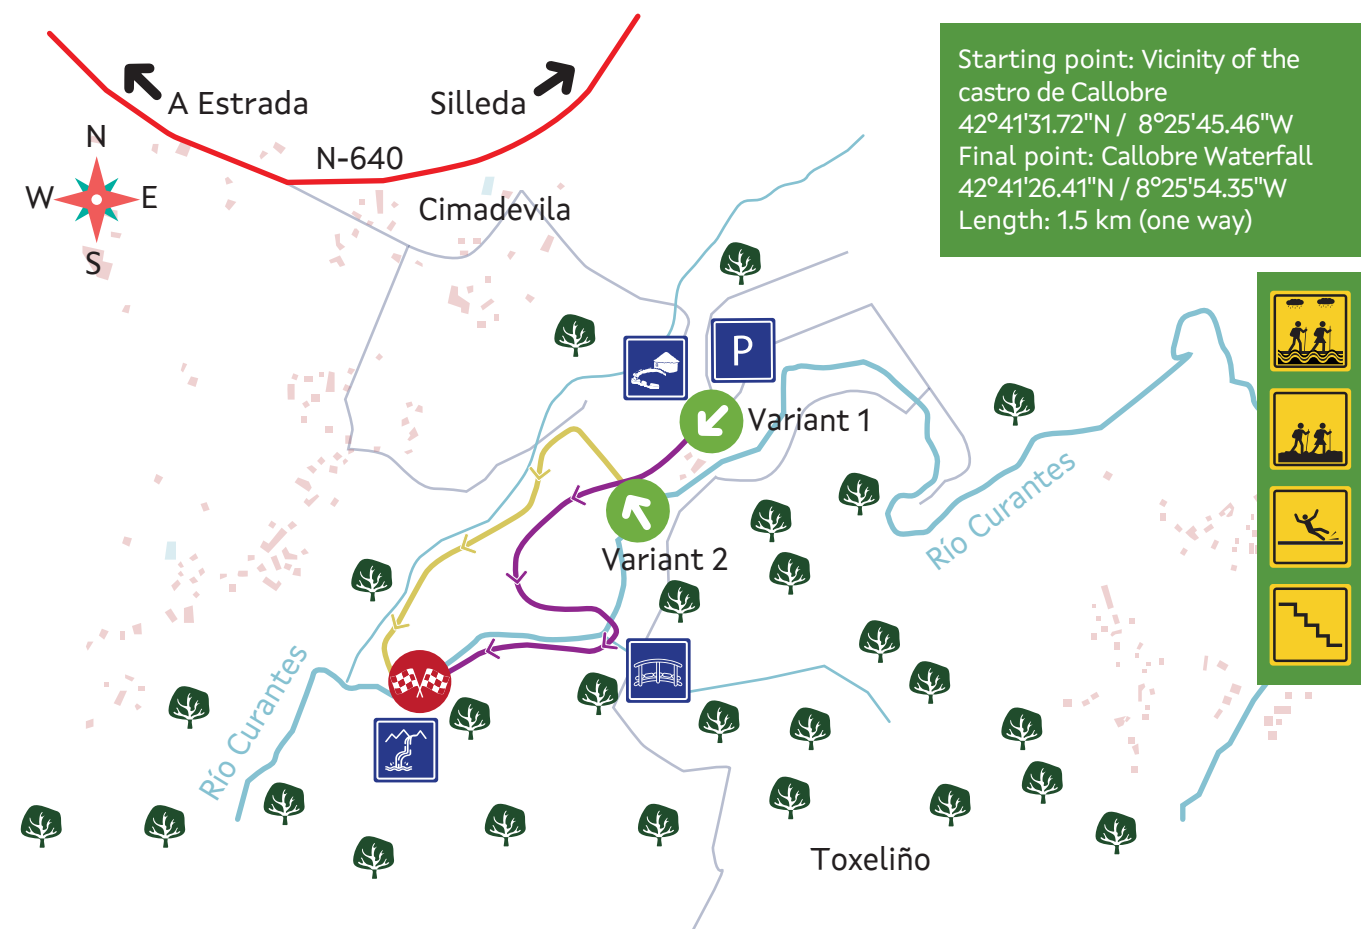 A Estrada
Silleda
N-640
N
W
E
S
Cimadevila
Starting point: Vicinity of the
castro de Callobre
42°41'31.72"N / 8°25'45.46"W
Final point: Callobre Waterfall
42°41'26.41"N / 8°25'54.35"W
Length: 1.5 km (one way)
P
Variant 1
Variant 2
Río Curantes
Río Curantes
Toxeliño